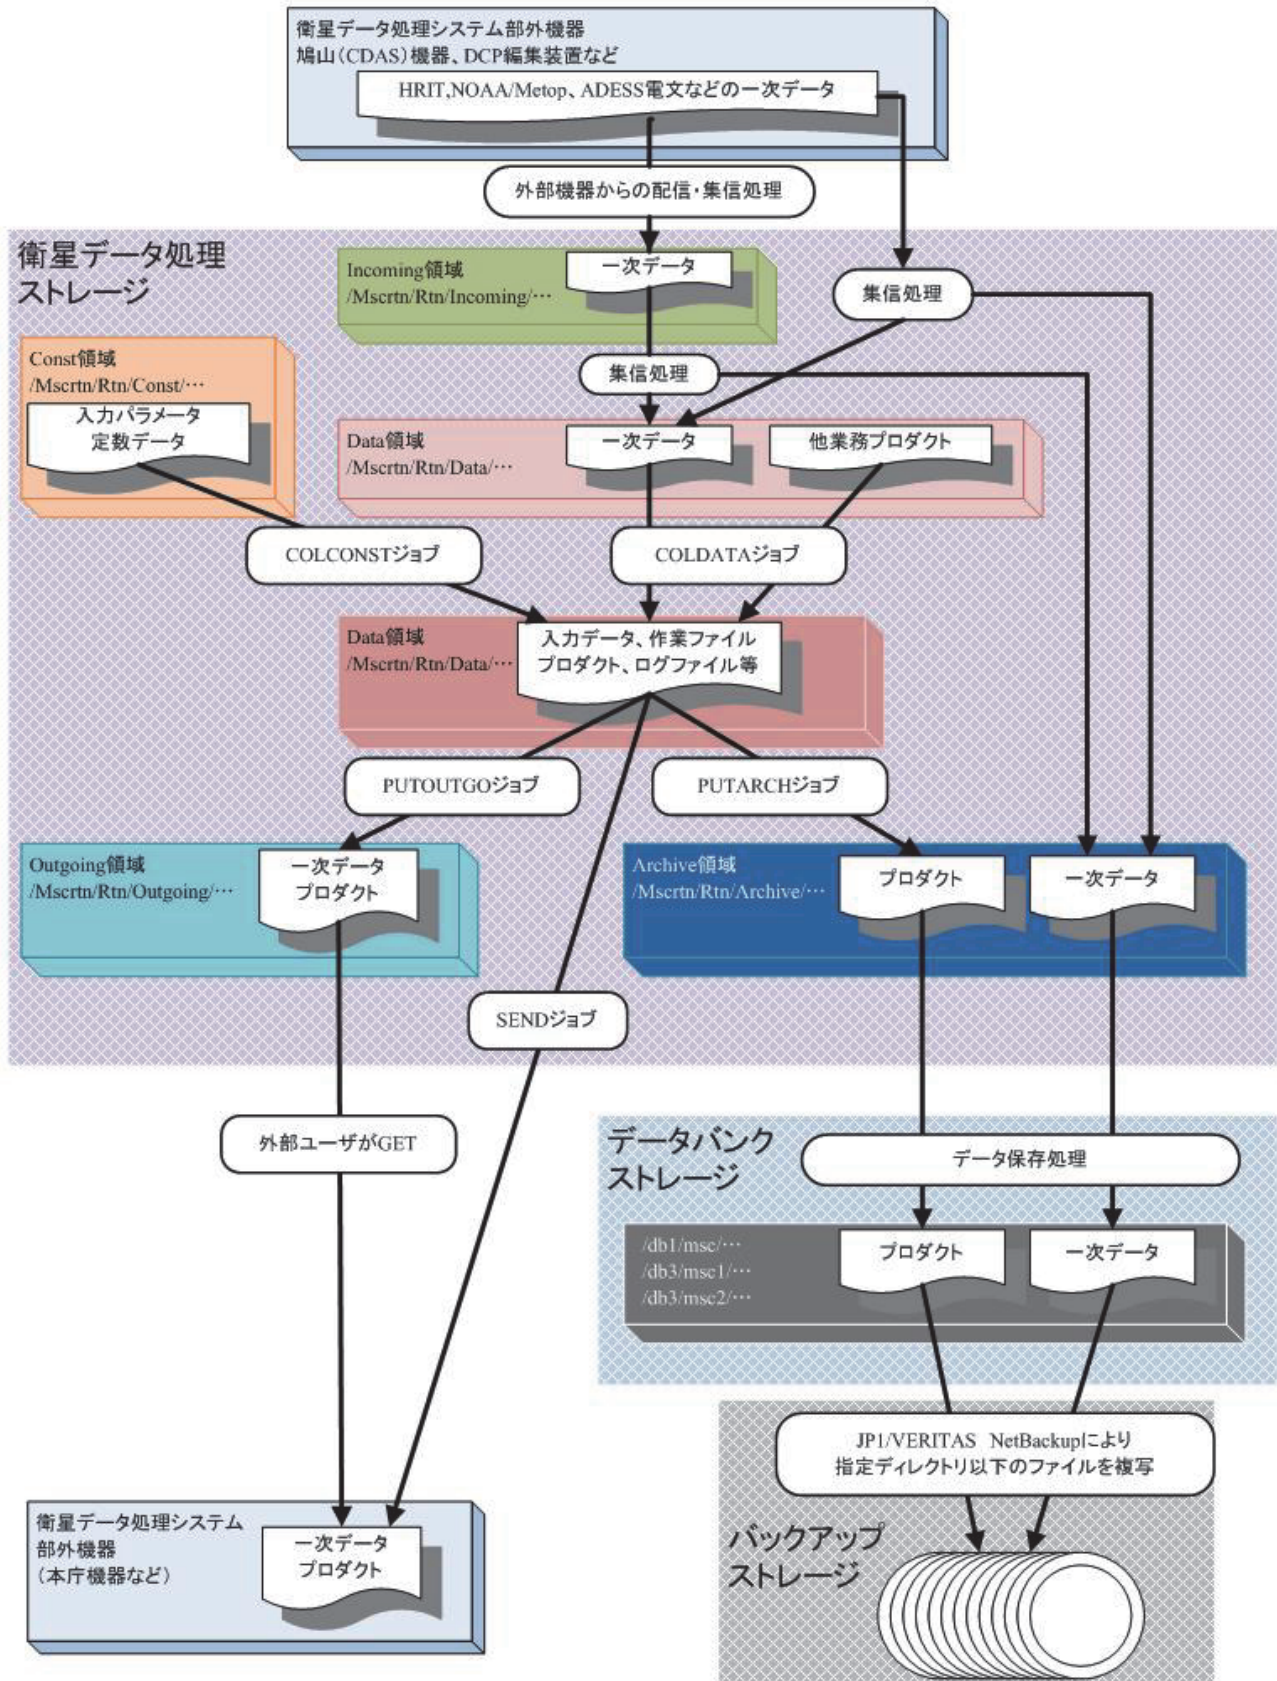 衛星データ処理システム部外機器
鳩山(CDAS)機器、DCP編集装置など
HRIT,NOAA/Metop、ADESS電文などの一次データ
外部機器からの配信・集信処理
衛星データ処理
ストレージ
Incoming領域
/Mscrtn/Rtn/Incoming/…
一次データ
集信処理
Const領域
/Mscrtn/Rtn/Const/…
入力パラメータ
定数データ
集信処理
Data領域
/Mscrtn/Rtn/Data/…
一次データ
他業務プロダクト
COLCONSTジョブ
COLDATAジョブ
Data領域
/Mscrtn/Rtn/Data/…
入力データ、作業ファイル
プロダクト、ログファイル等
PUTOUTGOジョブ
PUTARCHジョブ
Outgoing領域
/Mscrtn/Rtn/Outgoing/…
一次データ
プロダクト
Archive領域
/Mscrtn/Rtn/Archive/…
プロダクト
一次データ
SENDジョブ
外部ユーザがGET
データバンク
ストレージ
データ保存処理
/db1/msc/…
/db3/msc1/…
/db3/msc2/…
プロダクト
一次データ
JP1/VERITAS NetBackupにより
指定ディレクトリ以下のファイルを複写
バックアップ
ストレージ
衛星データ処理システム
部外機器
(本庁機器など)
一次データ
プロダクト